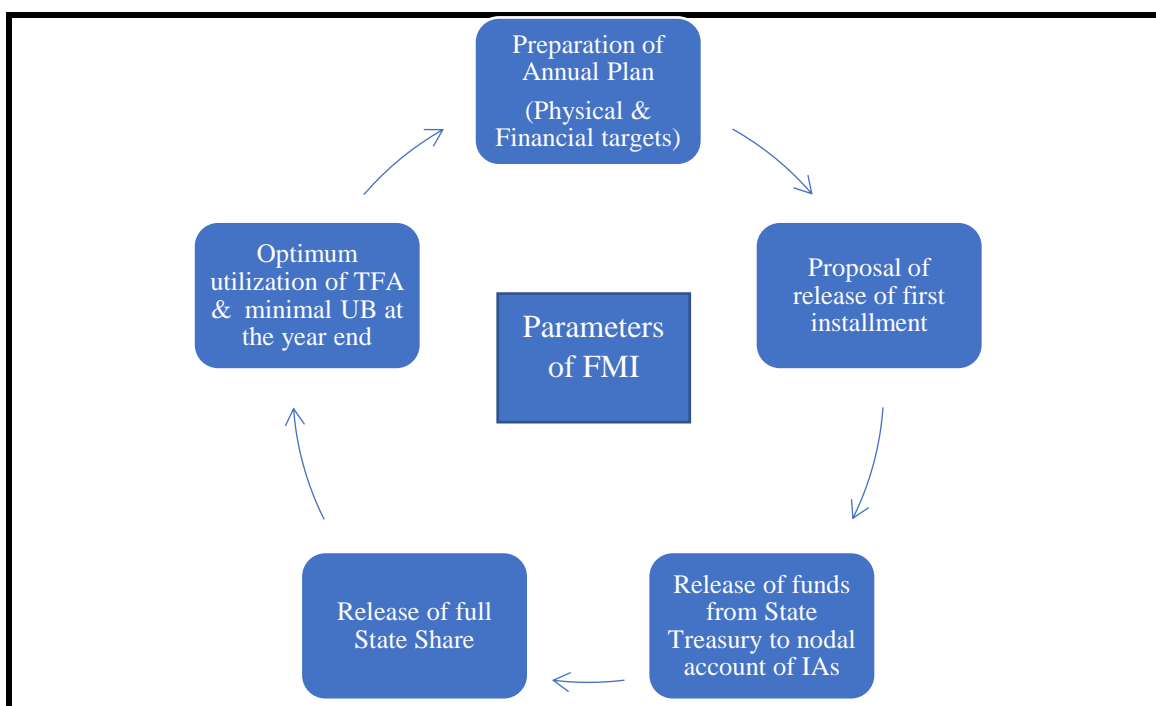 Preparation of
Annual Plan
(Physical &
Financial targets)
Proposal of
release of first
installment
Release of funds
from State
Treasury to nodal
account of IAs
Release of full
State Share
Optimum
utilization of TFA
& minimal UB at
the year end
Parameters
of FMI